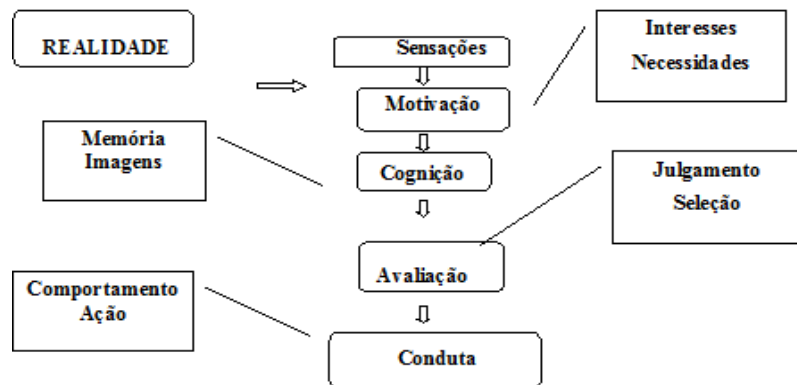 REALIDADE
Sensações
Interesses
Necessidades
Motivação
Memória
Imagens
Cognição
Julgamento
Seleção
Avaliação
Comportamento
Ação
Conduta